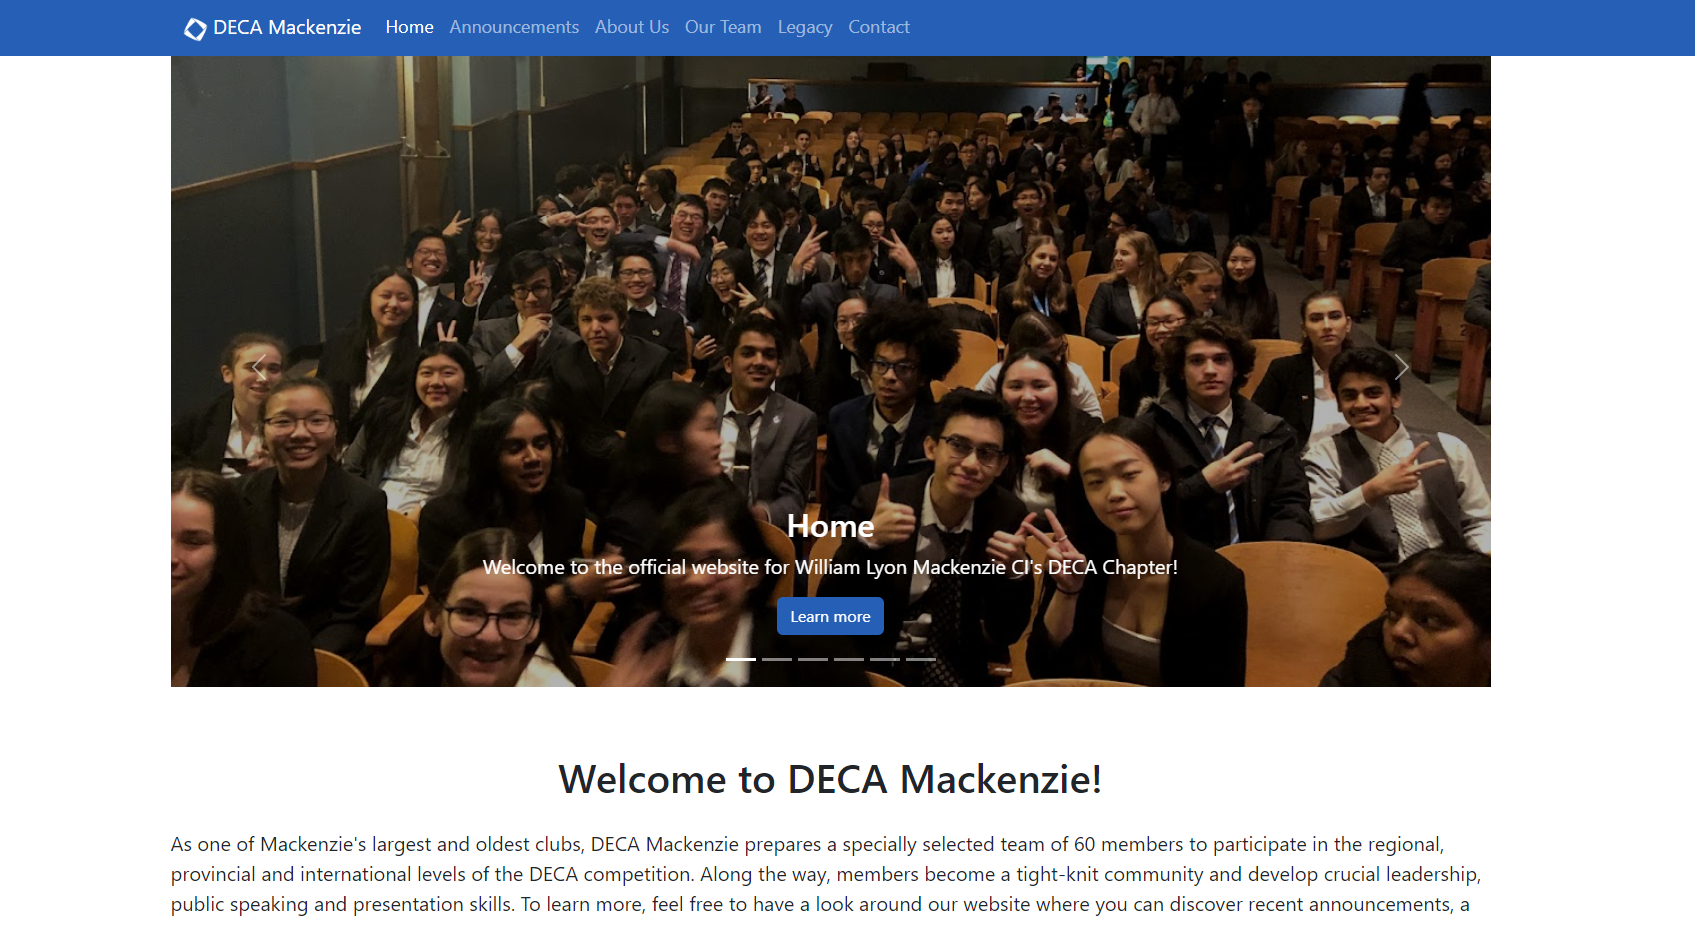 DECA Mackenzie Home Announcements About Us Our Team Legacy Contact
Home
Welcome to the official website for William Lyon Mackenzie CI's DECA Chapter!
Learn more
Welcome to DECA Mackenzie!
As one of Mackenzie's largest and oldest clubs, DECA Mackenzie prepares a specially selected team of 60 members to participate in the regional,
provincial and international levels of the DECA competition. Along the way, members become a tight-knit community and develop crucial leadership,
public speaking and presentation skills. To learn more, feel free to have a look around our website where you can discover recent announcements, a